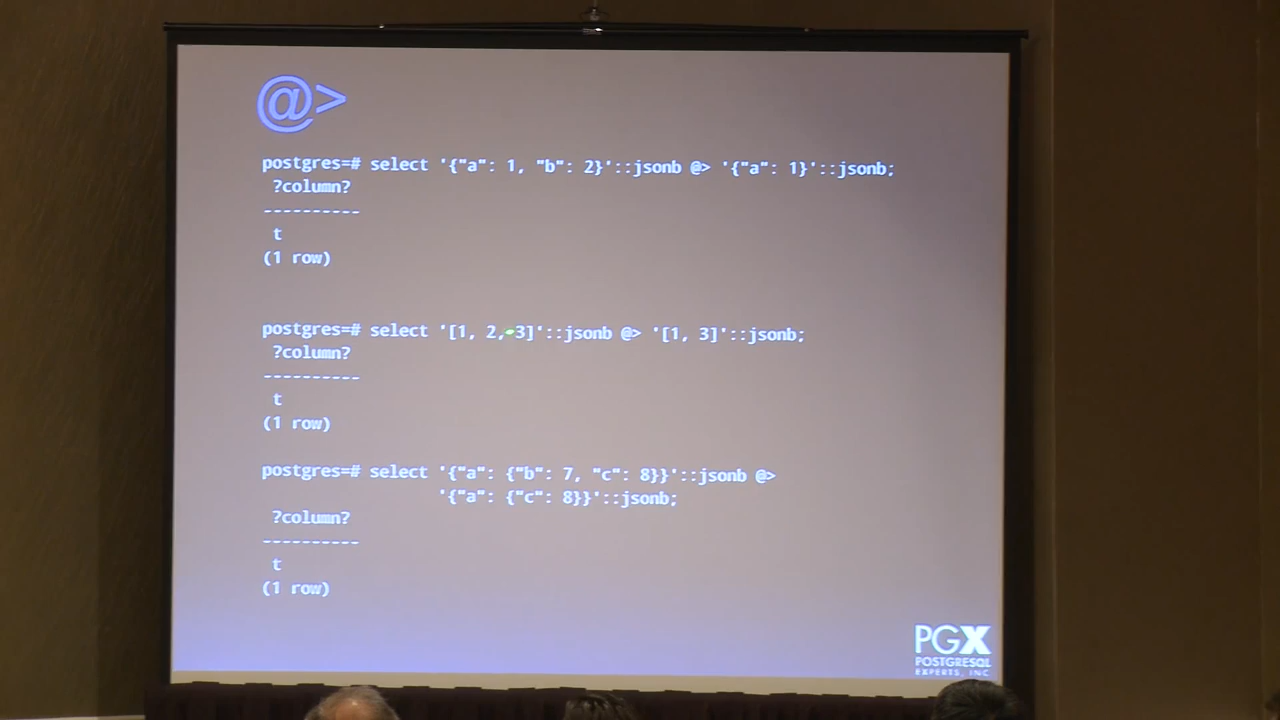 @>
postgres=# select '{"a": 1, "b": 2}'::jsonb @> '{"a": 1}'::jsonb;
?column?
----------
t
(1 row)
postgres=# select '[1, 2, 3]'::jsonb @> '[1, 3]'::jsonb;
?column?
----------
t
(1 row)
postgres=# select '{"a": {"b": 7, "c": 8}}'::jsonb @>
'{"a": {"c": 8}}'::jsonb;
?column?
----------
t
(1 row)
PGX
POSTGRESQL
EXPERTS, INC